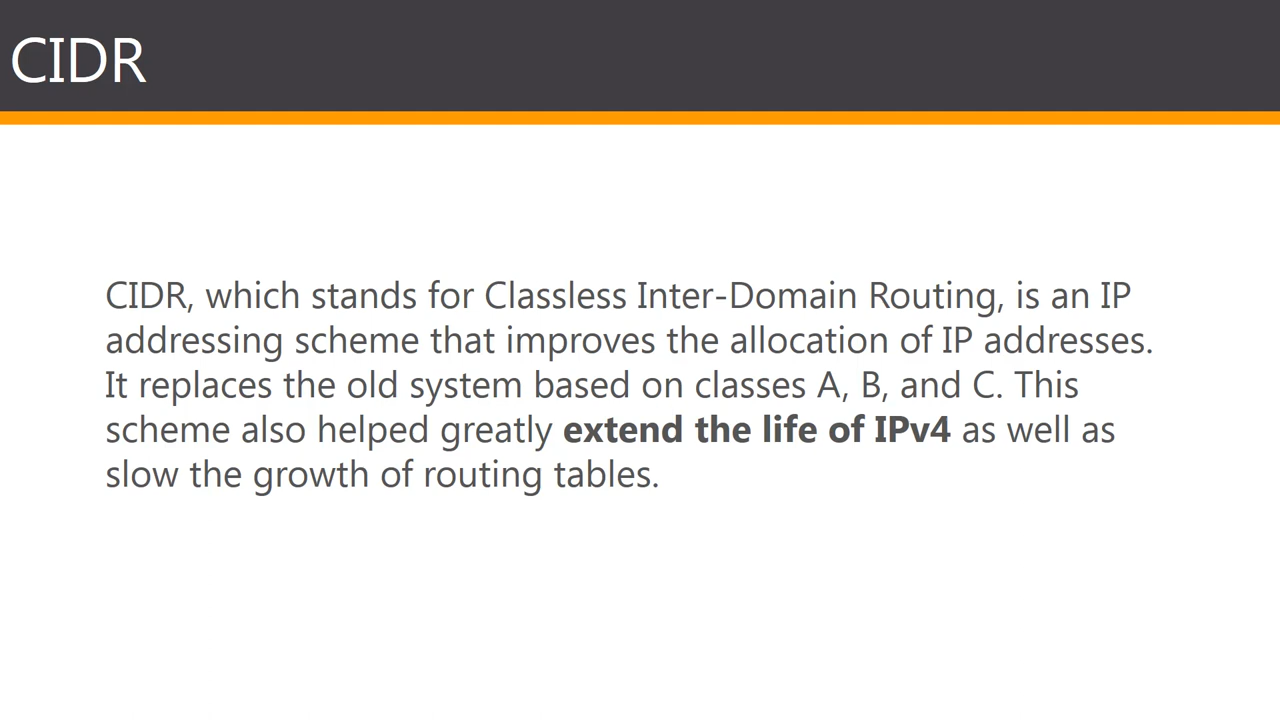 CIDR
CIDR, which stands for Classless Inter-Domain Routing, is an IP
addressing scheme that improves the allocation of IP addresses.
It replaces the old system based on classes A, B, and C. This
scheme also helped greatly extend the life of IPv4 as well as
slow the growth of routing tables.